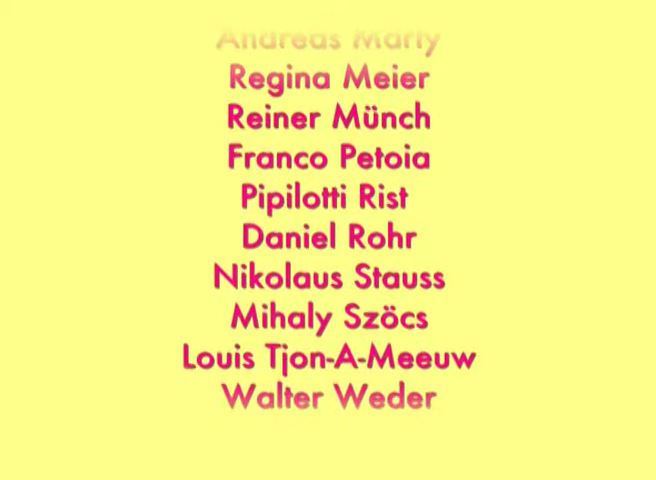 Andreas Marty
Regina Meier
Reiner Münch
Franco Petoia
Pipilotti Rist
Daniel Rohr
Nikolaus Stauss
Mihaly Szöcs
Louis Tjon-A-Meeuw
Walter Weder